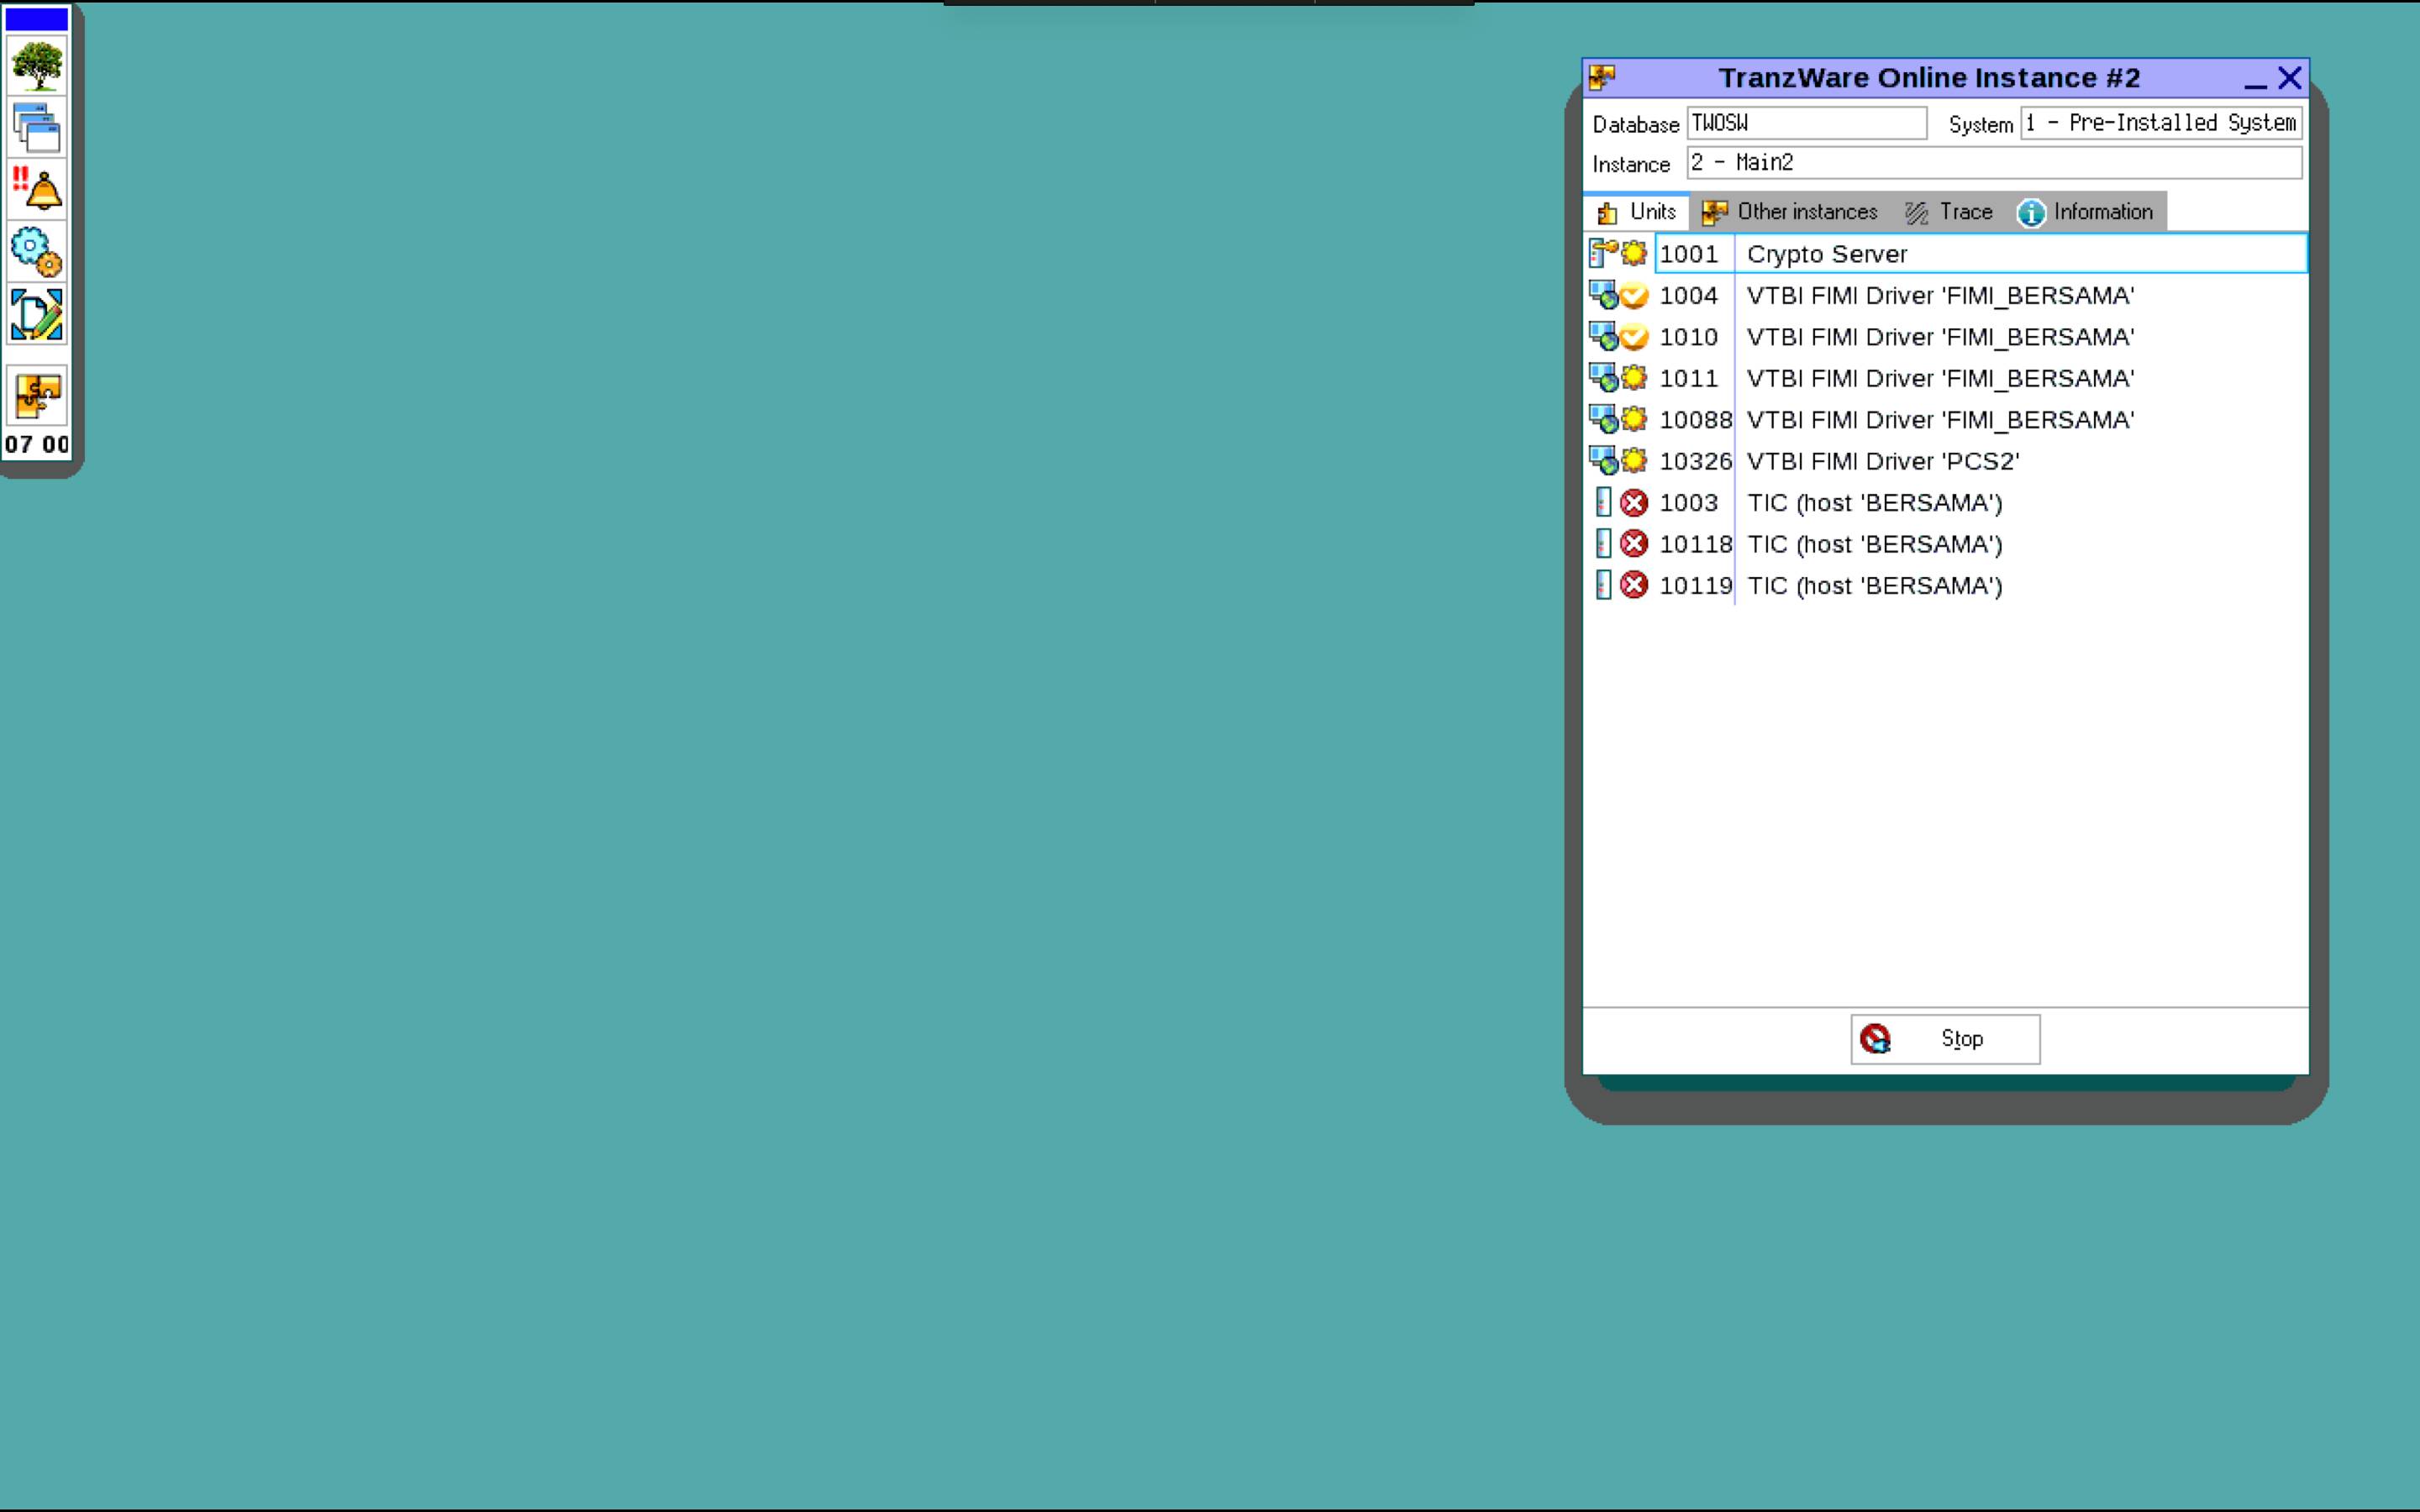 TranzWare Online Instance #2
Database TWOSW System 1 - Pre-Installed System
Instance 2 - Main2
Units Other instances Trace Information
1001 Crypto Server
1004 VTBI FIMI Driver 'FIMI_BERSAMA'
1010 VTBI FIMI Driver 'FIMI_BERSAMA'
1011 VTBI FIMI Driver 'FIMI_BERSAMA'
10088 VTBI FIMI Driver 'FIMI_BERSAMA'
10326 VTBI FIMI Driver 'PCS2'
1003 TIC (host 'BERSAMA')
10118 TIC (host 'BERSAMA')
10119 TIC (host 'BERSAMA')
Stop
07 00